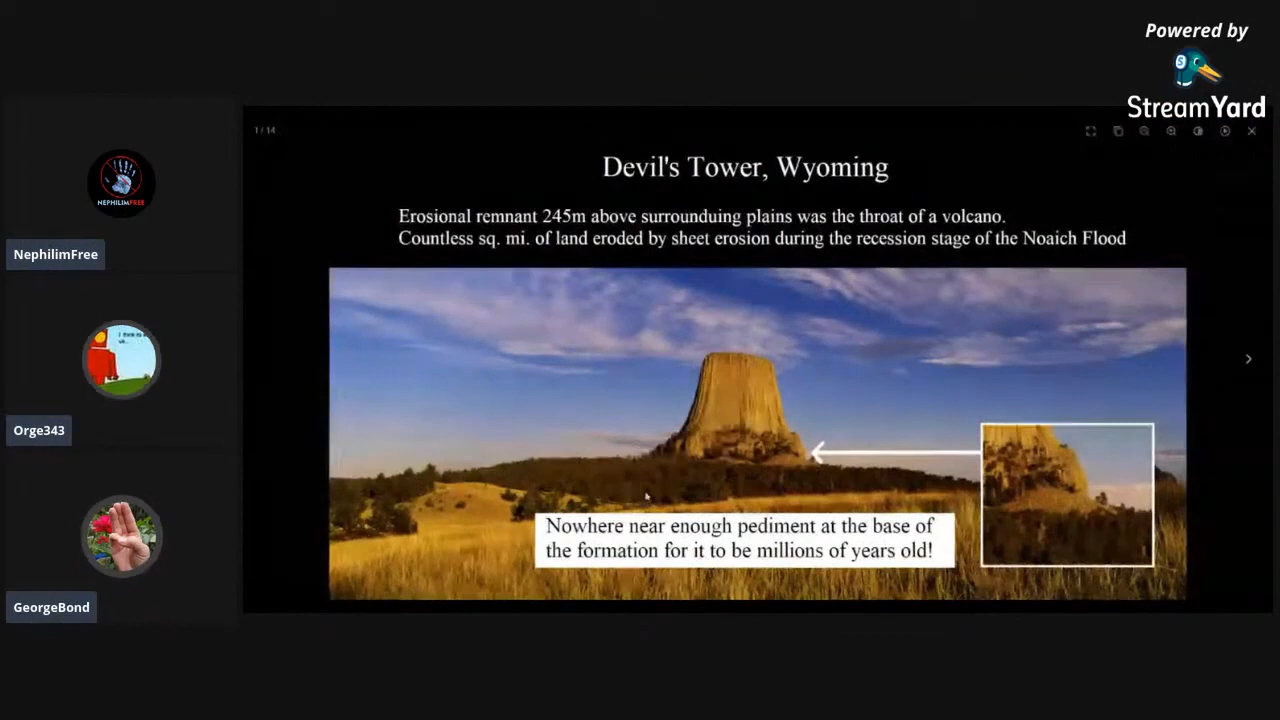 Powered by
StreamYard
1 / 14
Devil's Tower, Wyoming
Erosional remnant 245m above surrounduing plains was the throat of a volcano.
Countless sq. mi. of land eroded by sheet erosion during the recession stage of the Noaich Flood
Nowhere near enough pediment at the base of
the formation for it to be millions of years old!
NEPHILIMFREE
NephilimFree
Orge343
GeorgeBond